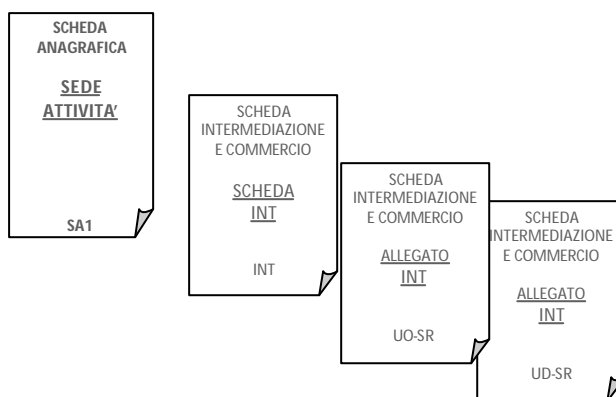 SCHEDA
ANAGRAFICA
SEDE
ATTIVITA'
SA1
SCHEDA
INTERMEDIAZIONE
E COMMERCIO
SCHEDA
INT
INT
SCHEDA
INTERMEDIAZIONE
E COMMERCIO
ALLEGATO
INT
UO-SR
SCHEDA
INTERMEDIAZIONE
E COMMERCIO
ALLEGATO
INT
UD-SR